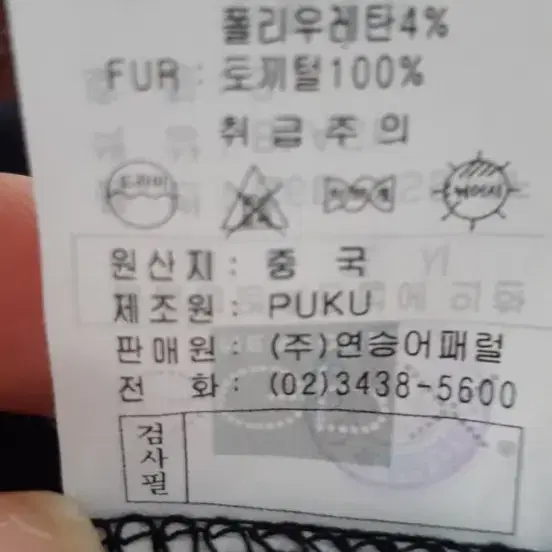 폴리우레탄4%
FUR : 토끼털100%
취급주의
드라이
원산지 : 중국
제조원 : PUKU
판매원 : (주)연승어패럴
전 화 : (02)3438-5600
검사필